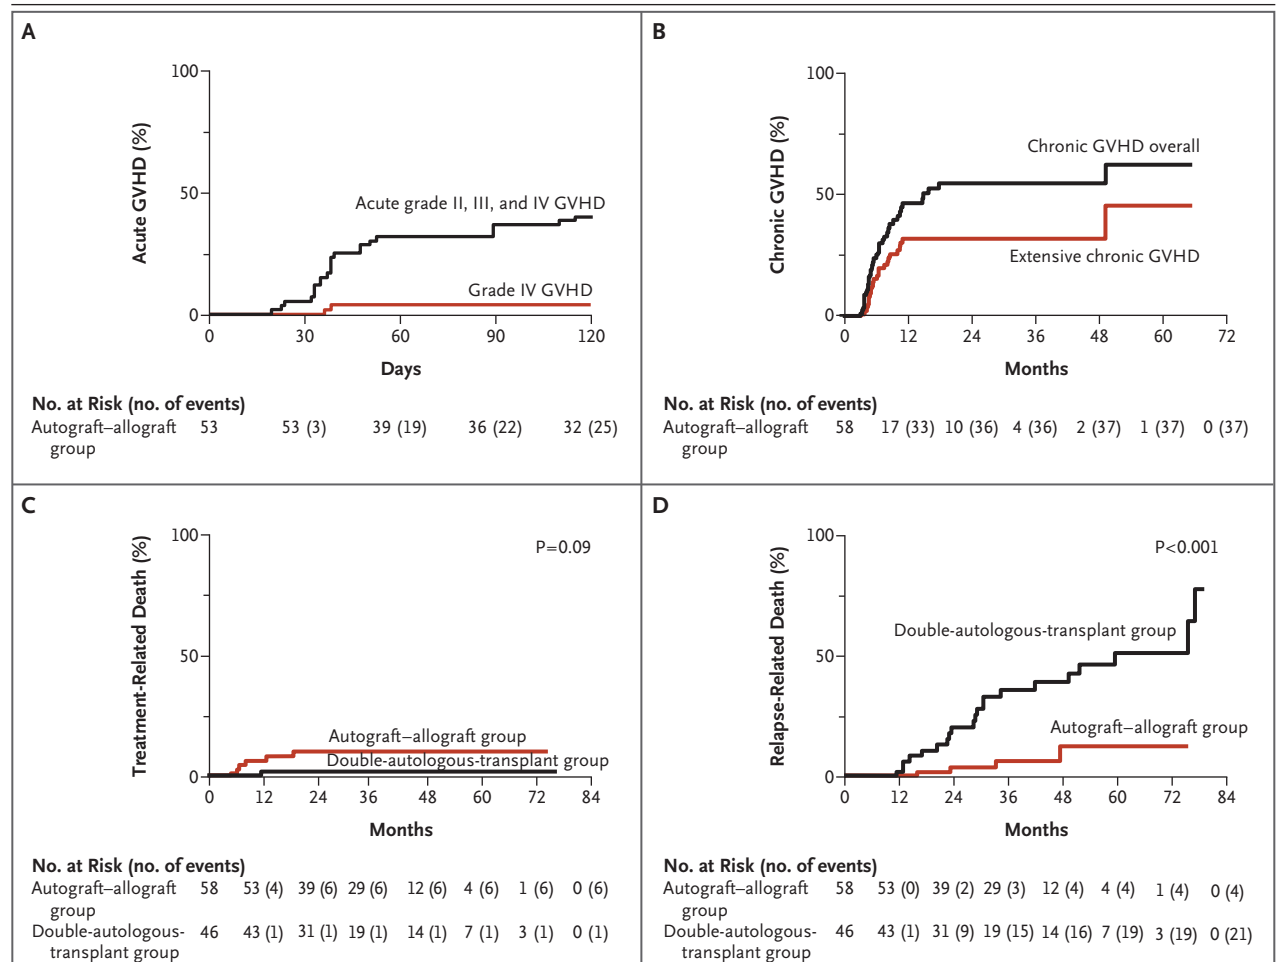 A
100
50
0
Acute GVHD (%)
Acute grade II, III, and IV GVHD
Grade IV GVHD
0 30 60 90 120
Days
No. at Risk (no. of events)
Autograft–allograft 53 53 (3) 39 (19) 36 (22) 32 (25)
group
B
100
50
0
Chronic GVHD (%)
Chronic GVHD overall
Extensive chronic GVHD
0 12 24 36 48 60 72
Months
No. at Risk (no. of events)
Autograft–allograft 58 17 (33) 10 (36) 4 (36) 2 (37) 1 (37) 0 (37)
group
C
100
50
0
Treatment-Related Death (%)
P=0.09
Autograft–allograft group
Double-autologous-transplant group
0 12 24 36 48 60 72 84
Months
No. at Risk (no. of events)
Autograft–allograft 58 53 (4) 39 (6) 29 (6) 12 (6) 4 (6) 1 (6) 0 (6)
group
Double-autologous- 46 43 (1) 31 (1) 19 (1) 14 (1) 7 (1) 3 (1) 0 (1)
transplant group
D
100
50
0
Relapse-Related Death (%)
P<0.001
Double-autologous-transplant group
Autograft–allograft group
0 12 24 36 48 60 72 84
Months
No. at Risk (no. of events)
Autograft–allograft 58 53 (0) 39 (2) 29 (3) 12 (4) 4 (4) 1 (4) 0 (4)
group
Double-autologous- 46 43 (1) 31 (9) 19 (15) 14 (16) 7 (19) 3 (19) 0 (21)
transplant group